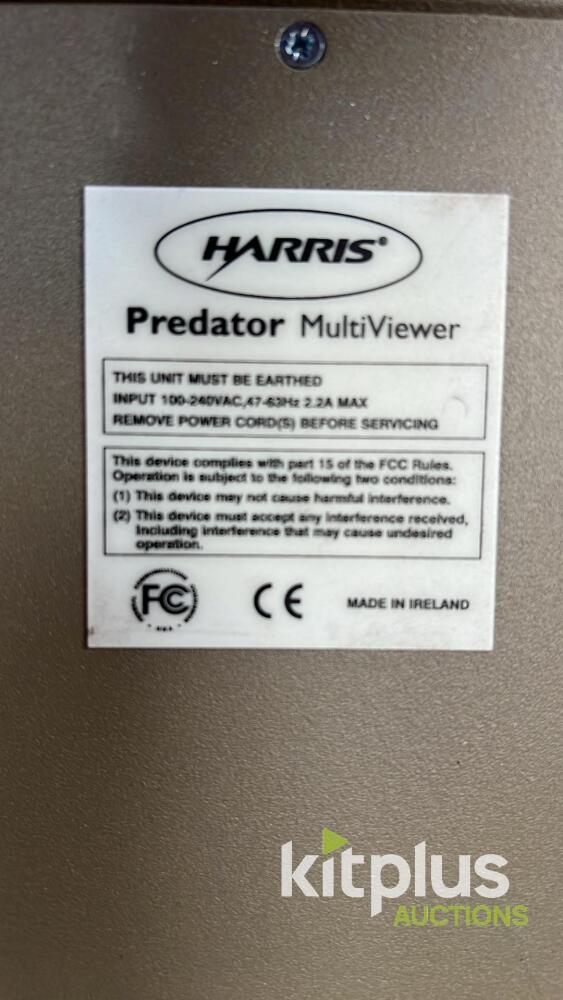 HARRIS®
Predator MultiViewer
THIS UNIT MUST BE EARTHED
INPUT 100-240VAC,47-63Hz 2.2A MAX
REMOVE POWER CORD(S) BEFORE SERVICING
This device complies with part 15 of the FCC Rules.
Operation is subject to the following two conditions:
(1) This device may not cause harmful interference.
(2) This device must accept any interference received,
Including interference that may cause undesired
operation.
FC CE MADE IN IRELAND
kitplus
AUCTIONS